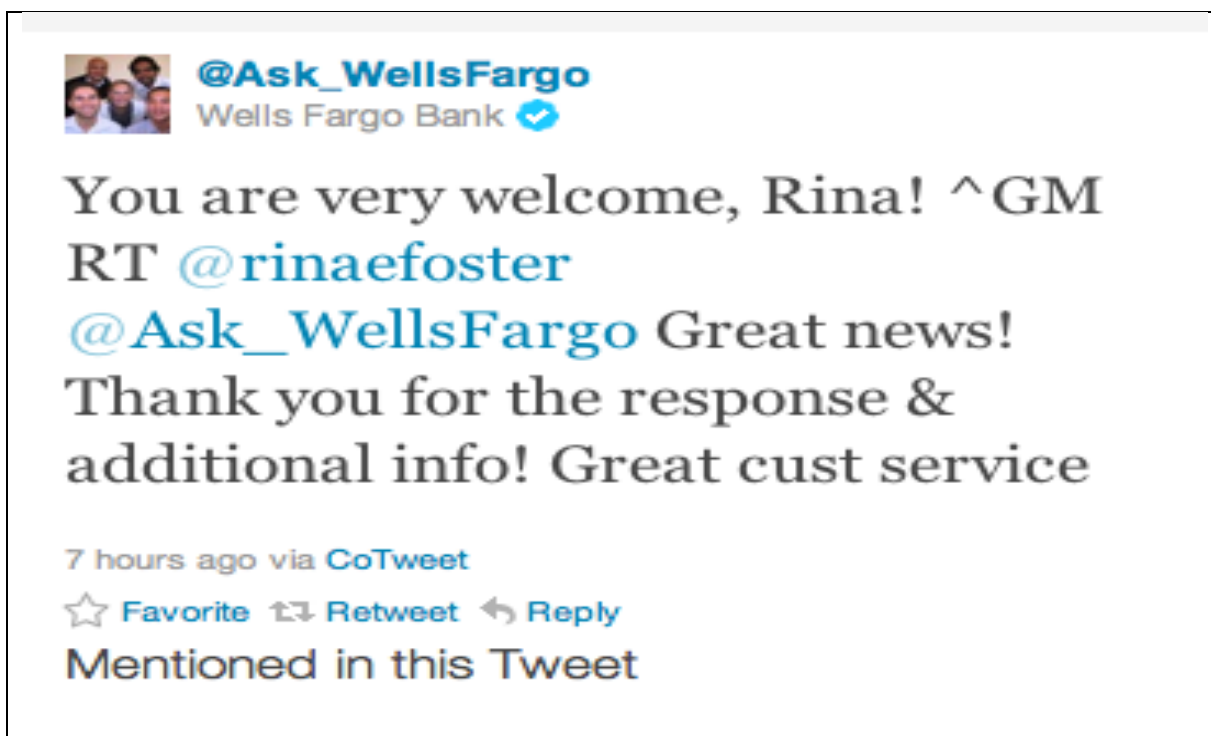 @Ask_WellsFargo
Wells Fargo Bank
You are very welcome, Rina! ^GM
RT @rinaefoster
@Ask_WellsFargo Great news!
Thank you for the response &
additional info! Great cust service
7 hours ago via CoTweet
Favorite Retweet Reply
Mentioned in this Tweet